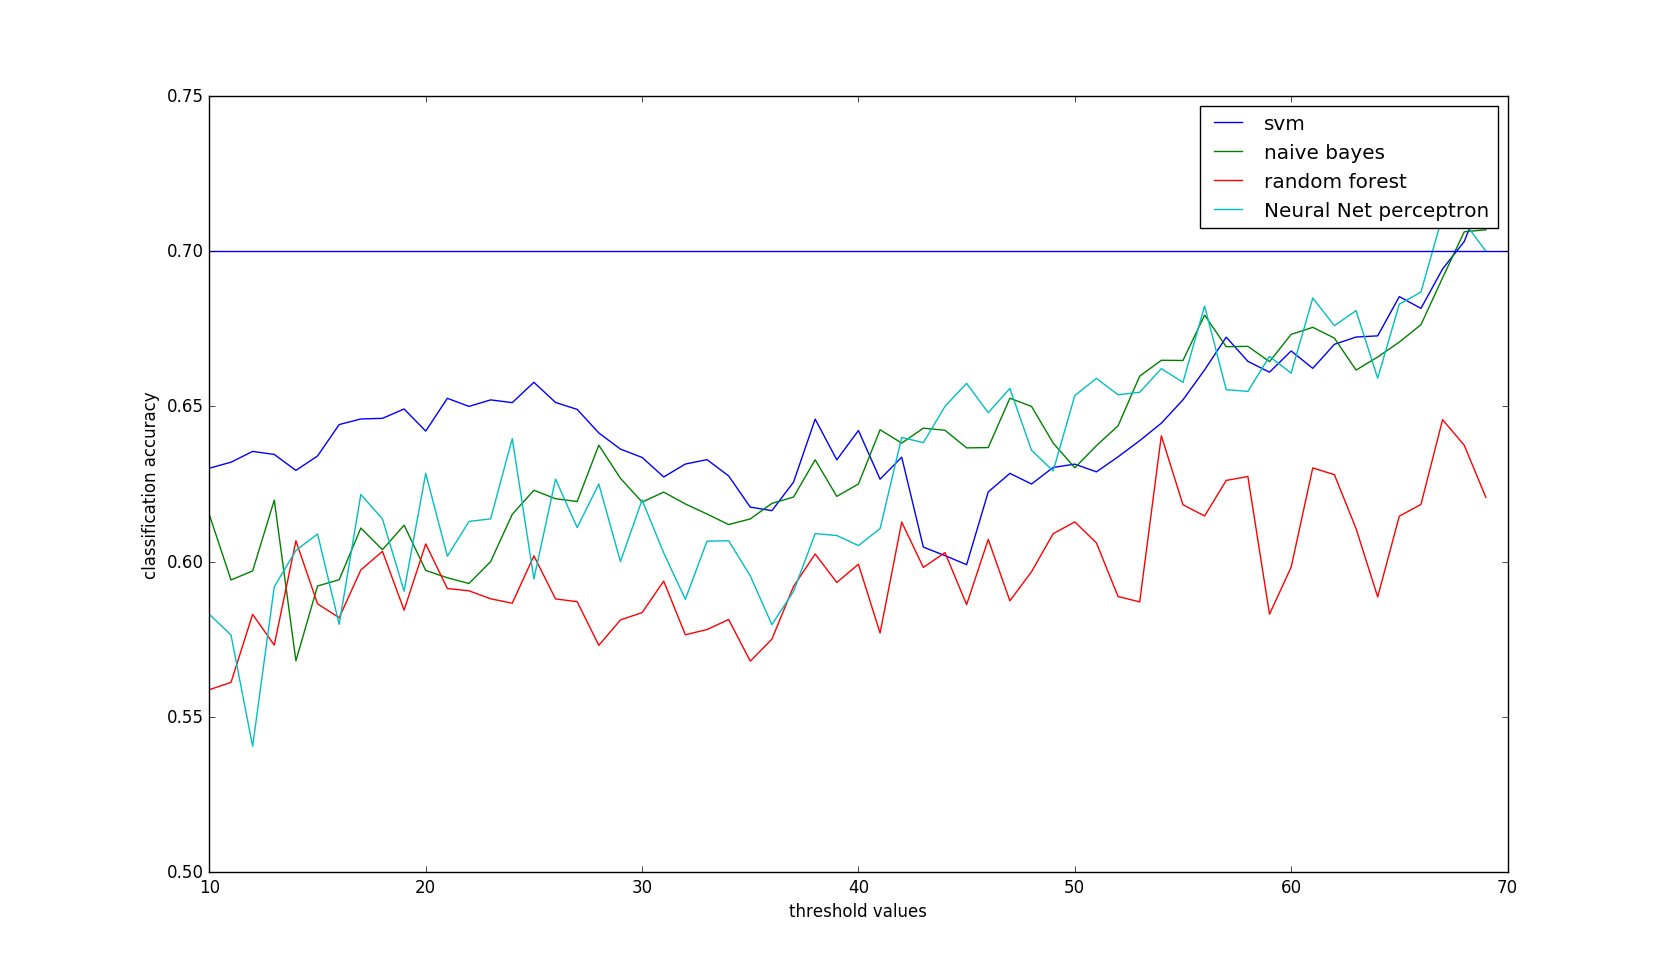 0.75
0.70
0.65
0.60
0.55
0.50
classification accuracy
svm
naive bayes
random forest
Neural Net perceptron
10 20 30 40 50 60 70
threshold values